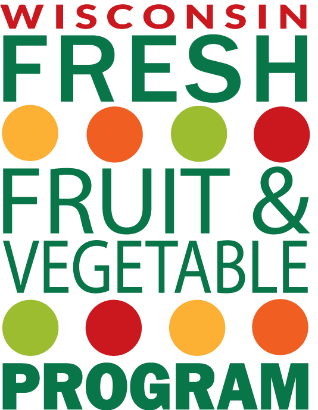 WISCONSIN
FRESH
FRUIT &
VEGETABLE
PROGRAM